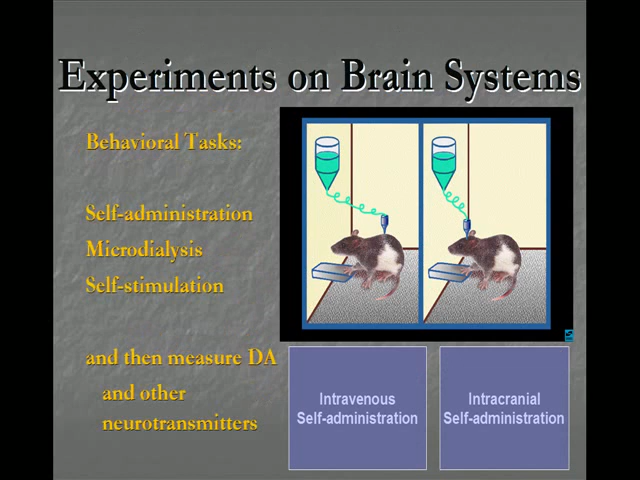 Experiments on Brain Systems
Behavioral Tasks:
Self-administration
Microdialysis
Self-stimulation
and then measure DA
and other
neurotransmitters
Intravenous
Self-administration
Intracranial
Self-administration